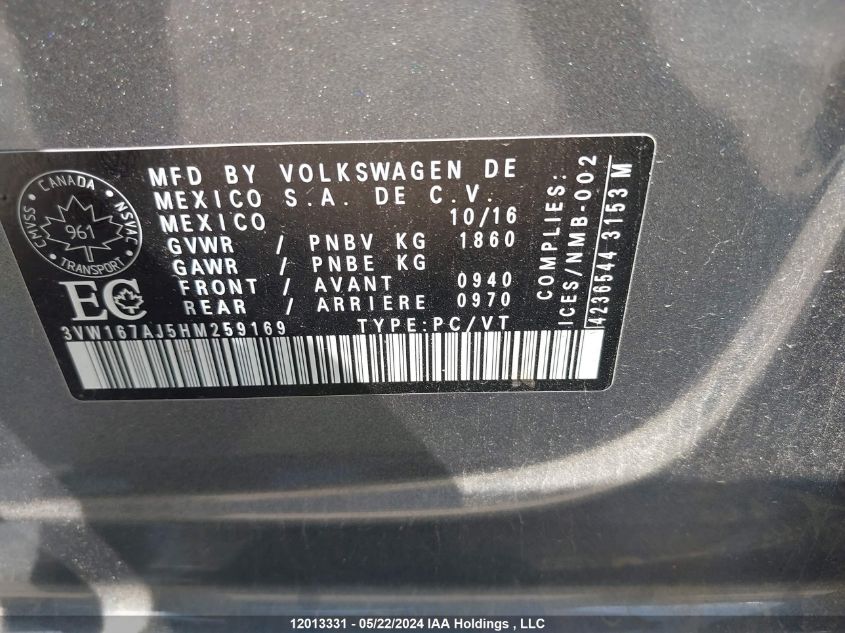 CANADA
CMVSS
NSVAC
961
TRANSPORT
EC
MFD BY VOLKSWAGEN DE
MEXICO S.A. DE C.V.
MEXICO 10/16
GVWR / PNBV KG 1860
GAWR / PNBE KG
FRONT / AVANT 0940
REAR / ARRIERE 0970
3VW167AJ5HM259169 TYPE:PC/VT
COMPLIES:
ICES/NMB-002
4236544 3153 M
12013331 - 05/22/2024 IAA Holdings , LLC